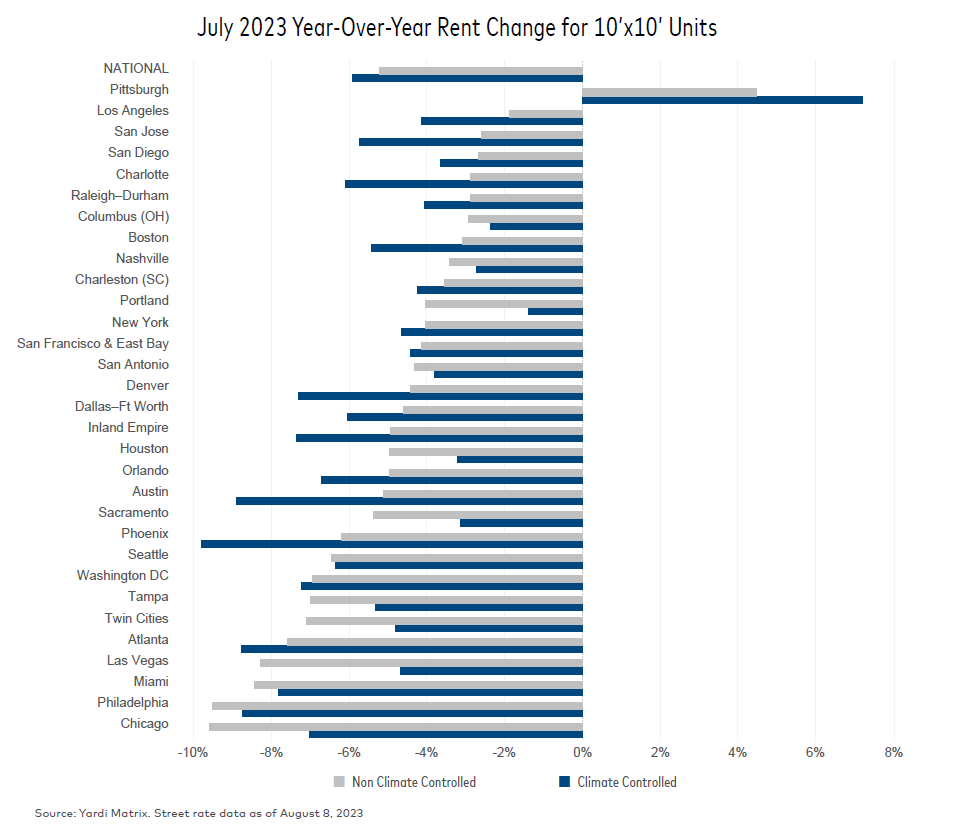 July 2023 Year-Over-Year Rent Change for 10’x10’ Units
NATIONAL
Pittsburgh
Los Angeles
San Jose
San Diego
Charlotte
Raleigh–Durham
Columbus (OH)
Boston
Nashville
Charleston (SC)
Portland
New York
San Francisco & East Bay
San Antonio
Denver
Dallas–Ft Worth
Inland Empire
Houston
Orlando
Austin
Sacramento
Phoenix
Seattle
Washington DC
Tampa
Twin Cities
Atlanta
Las Vegas
Miami
Philadelphia
Chicago
-10% -8% -6% -4% -2% 0% 2% 4% 6% 8%
Non Climate Controlled Climate Controlled
Source: Yardi Matrix. Street rate data as of August 8, 2023